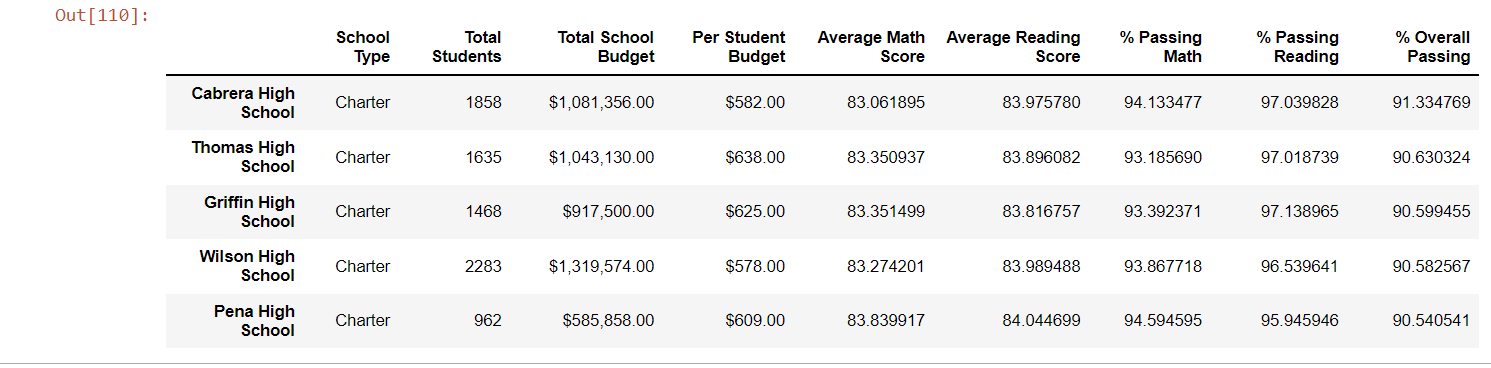 Out[110]:
School Type Total Students Total School Budget Per Student Budget Average Math Score Average Reading Score % Passing Math % Passing Reading % Overall Passing
Cabrera High School Charter 1858 $1,081,356.00 $582.00 83.061895 83.975780 94.133477 97.039828 91.334769
Thomas High School Charter 1635 $1,043,130.00 $638.00 83.350937 83.896082 93.185690 97.018739 90.630324
Griffin High School Charter 1468 $917,500.00 $625.00 83.351499 83.816757 93.392371 97.138965 90.599455
Wilson High School Charter 2283 $1,319,574.00 $578.00 83.274201 83.989488 93.867718 96.539641 90.582567
Pena High School Charter 962 $585,858.00 $609.00 83.839917 84.044699 94.594595 95.945946 90.540541